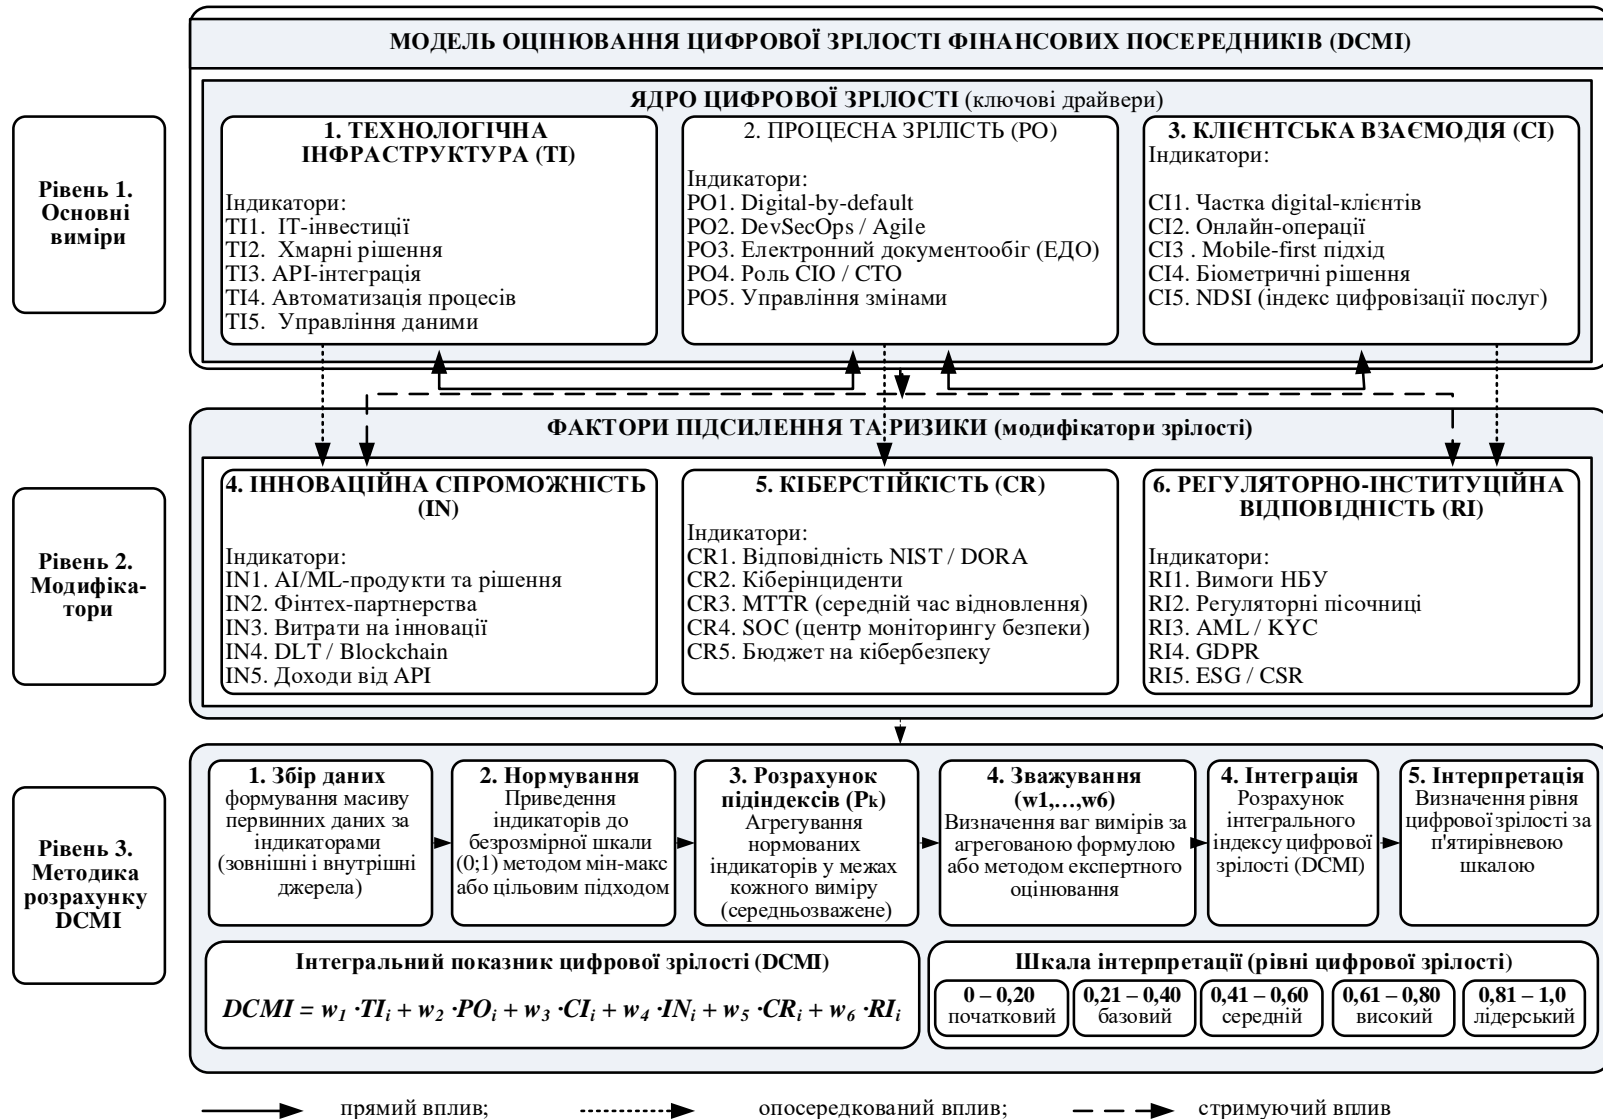 МОДЕЛЬ ОЦІНЮВАННЯ ЦИФРОВОЇ ЗРІЛОСТІ ФІНАНСОВИХ ПОСЕРЕДНИКІВ (DCMI)
Рівень 1.
Основні
виміри
ЯДРО ЦИФРОВОЇ ЗРІЛОСТІ (ключові драйвери)
1. ТЕХНОЛОГІЧНА
ІНФРАСТРУКТУРА (TI)
Індикатори:
TI1. ІТ-інвестиції
TI2. Хмарні рішення
TI3. API-інтеграція
TI4. Автоматизація процесів
TI5. Управління даними
2. ПРОЦЕСНА ЗРІЛІСТЬ (PO)
Індикатори:
PO1. Digital-by-default
PO2. DevSecOps / Agile
PO3. Електронний документообіг (ЕДО)
PO4. Роль CIO / CTO
PO5. Управління змінами
3. КЛІЄНТСЬКА ВЗАЄМОДІЯ (CI)
Індикатори:
CI1. Частка digital-клієнтів
CI2. Онлайн-операції
CI3 . Mobile-first підхід
CI4. Біометричні рішення
CI5. NDSI (індекс цифровізації послуг)
Рівень 2.
Модифіка-
тори
ФАКТОРИ ПІДСИЛЕННЯ ТА РИЗИКИ (модифікатори зрілості)
4. ІННОВАЦІЙНА СПРОМОЖНІСТЬ
(IN)
Індикатори:
IN1. AI/ML-продукти та рішення
IN2. Фінтех-партнерства
IN3. Витрати на інновації
IN4. DLT / Blockchain
IN5. Доходи від API
5. КІБЕРСТІЙКІСТЬ (CR)
Індикатори:
CR1. Відповідність NIST / DORA
CR2. Кіберінциденти
CR3. MTTR (середній час відновлення)
CR4. SOC (центр моніторингу безпеки)
CR5. Бюджет на кібербезпеку
6. РЕГУЛЯТОРНО-ІНСТИТУЦІЙНА
ВІДПОВІДНІСТЬ (RI)
Індикатори:
RI1. Вимоги НБУ
RI2. Регуляторні пісочниці
RI3. AML / KYC
RI4. GDPR
RI5. ESG / CSR
Рівень 3.
Методика
розрахунку
DCMI
1. Збір даних
формування масиву
первинних даних за
індикаторами
(зовнішні і внутрішні
джерела)
2. Нормування
Приведення
індикаторів до
безрозмірної шкали
(0;1) методом мін-макс
або цільовим підходом
3. Розрахунок
підіндексів (Pk)
Агрегування
нормованих
індикаторів у межах
кожного виміру
(середньозважене)
4. Зважування
(w1,…,w6)
Визначення ваг вимірів за
агрегованою формулою
або методом експертного
оцінювання
4. Інтеграція
Розрахунок
інтегрального
індексу цифрової
зрілості (DCMI)
5. Інтерпретація
Визначення рівня
цифрової зрілості за
п'ятирівневою
шкалою
Інтегральний показник цифрової зрілості (DCMI)
DCMI = w₁ ·TIᵢ + w₂ ·POᵢ + w₃ ·CIᵢ + w₄ ·INᵢ + w₅ ·CRᵢ + w₆ ·RIᵢ
Шкала інтерпретації (рівні цифрової зрілості)
0 – 0,20
початковий
0,21 – 0,40
базовий
0,41 – 0,60
середній
0,61 – 0,80
високий
0,81 – 1,0
лідерський
прямий вплив;
опосередкований вплив;
стримуючий вплив